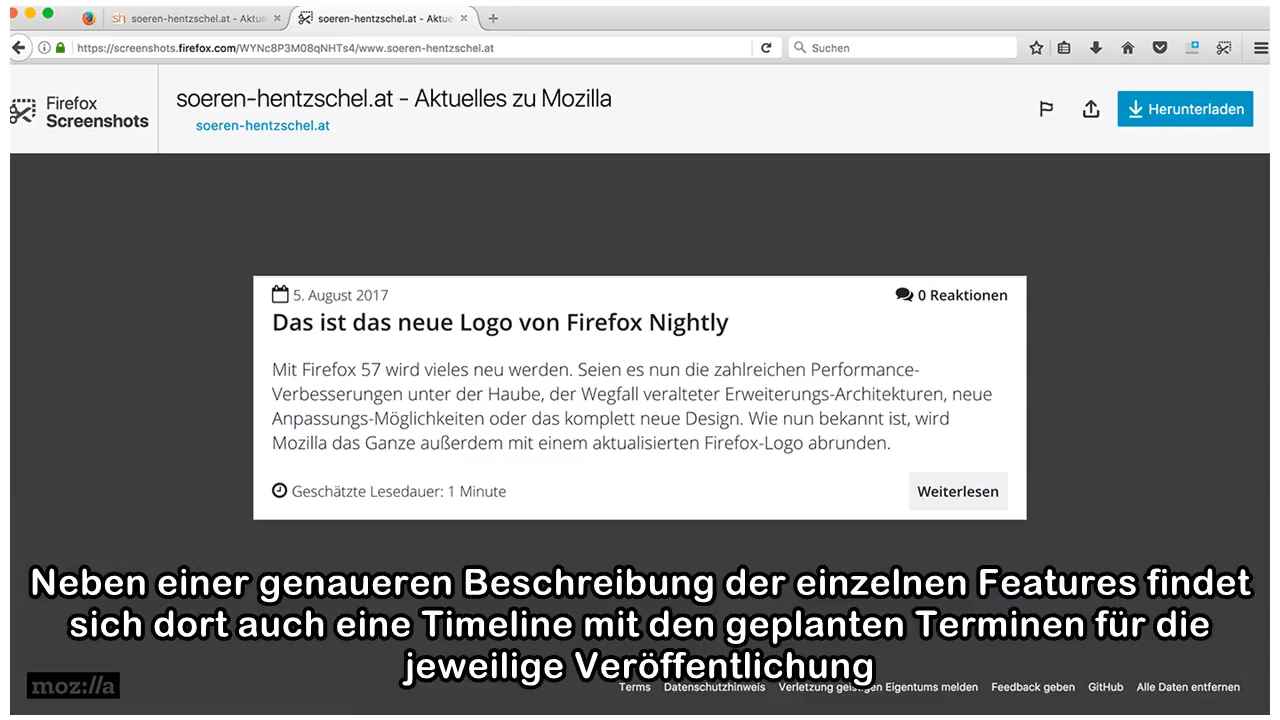 soeren-hentzschel.at - Aktue
soeren-hentzschel.at - Aktue
https://screenshots.firefox.com/WYNc8P3M08qNHTs4/www.soeren-hentzschel.at
Suchen
Firefox
Screenshots
soeren-hentzschel.at - Aktuelles zu Mozilla
soeren-hentzschel.at
Herunterladen
5. August 2017
0 Reaktionen
Das ist das neue Logo von Firefox Nightly
Mit Firefox 57 wird vieles neu werden. Seien es nun die zahlreichen Performance-
Verbesserungen unter der Haube, der Wegfall veralteter Erweiterungs-Architekturen, neue
Anpassungs-Möglichkeiten oder das komplett neue Design. Wie nun bekannt ist, wird
Mozilla das Ganze außerdem mit einem aktualisierten Firefox-Logo abrunden.
Geschätzte Lesedauer: 1 Minute
Weiterlesen
Neben einer genaueren Beschreibung der einzelnen Features findet
sich dort auch eine Timeline mit den geplanten Terminen für die
jeweilige Veröffentlichung
moz://a
Terms Datenschutzhinweis Verletzung geistigen Eigentums melden Feedback geben GitHub Alle Daten entfernen